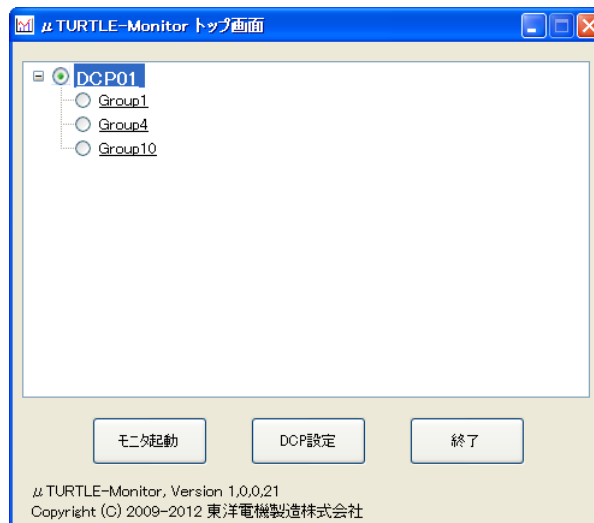 μTURTLE-Monitor トップ画面
DCP01
Group1
Group4
Group10
モニタ起動
DCP設定
終了
μTURTLE-Monitor, Version 1,0,0,21
Copyright (C) 2009-2012 東洋電機製造株式会社